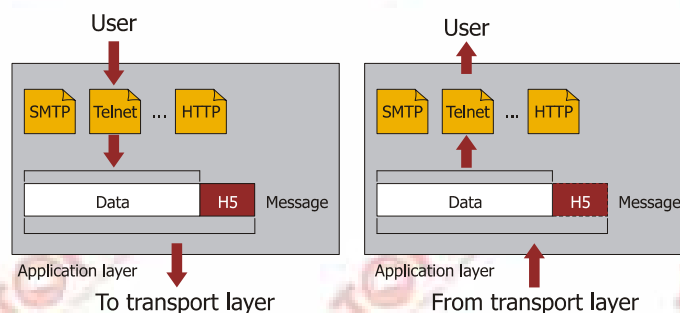 User
SMTP Telnet ... HTTP
Data H5 Message
Application layer
To transport layer
User
SMTP Telnet ... HTTP
Data H5 Message
Application layer
From transport layer